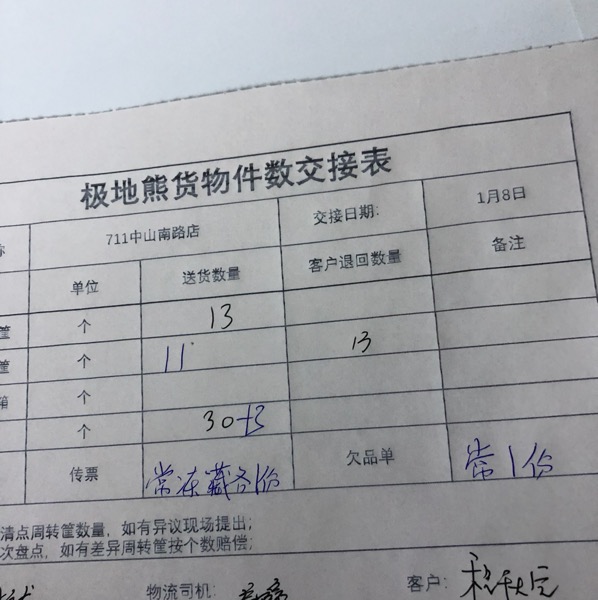 极地熊货物件数交接表
711中山南路店 交接日期: 1月8日
单位 送货数量 客户退回数量 备注
筐 个 13
筐 个 11 13
箱 个
个 30+3
传票 常冻藏各1份 欠品单 常1份
清点周转筐数量，如有异议现场提出;
次盘点，如有差异周转筐按个数赔偿;
物流司机: 客户: